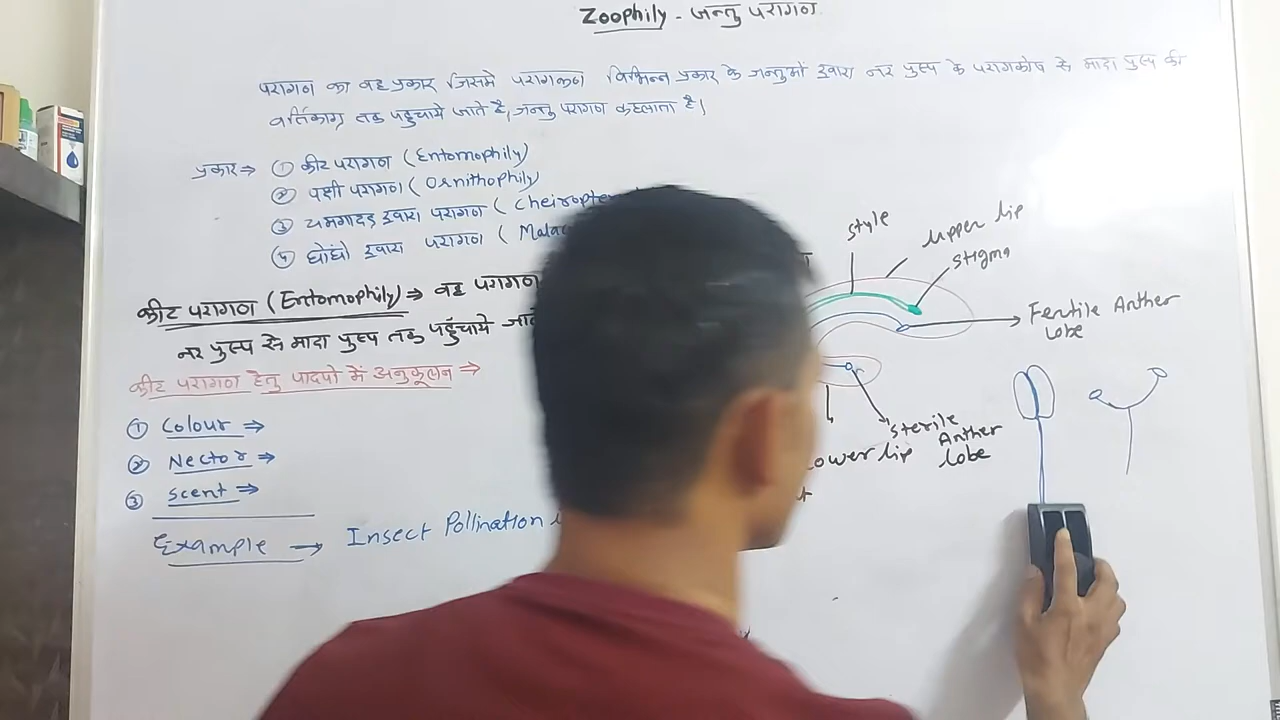 Zoophily - जन्तु परागण
परागण का वह प्रकार जिसमे परागकण विभिन्न प्रकार के जन्तुओं द्वारा नर पुष्प के परागकोष से मादा पुष्प की
वर्तिकाग्र तक पहुंचाये जाते है, जन्तु परागण कहलाता है।
प्रकार ⇒ ① कीट परागण (Entomophily)
② पक्षी परागण (Ornithophily)
③ चमगादड़ द्वारा परागण (Cheiropte
④ घोंघो द्वारा परागण (Malac
कीट परागण (Entomophily) ⇒ वह परागण
नर पुष्प से मादा पुष्प तक पहुँचाये जाते
कीट परागण हेतु पादपो में अनुकूलन ⇒
① Colour ⇒
② Nector ⇒
③ Scent ⇒
Example → Insect Pollination
style
upper lip
stigma
Fertile Anther
lobe
sterile
Anther
lobe
lower lip